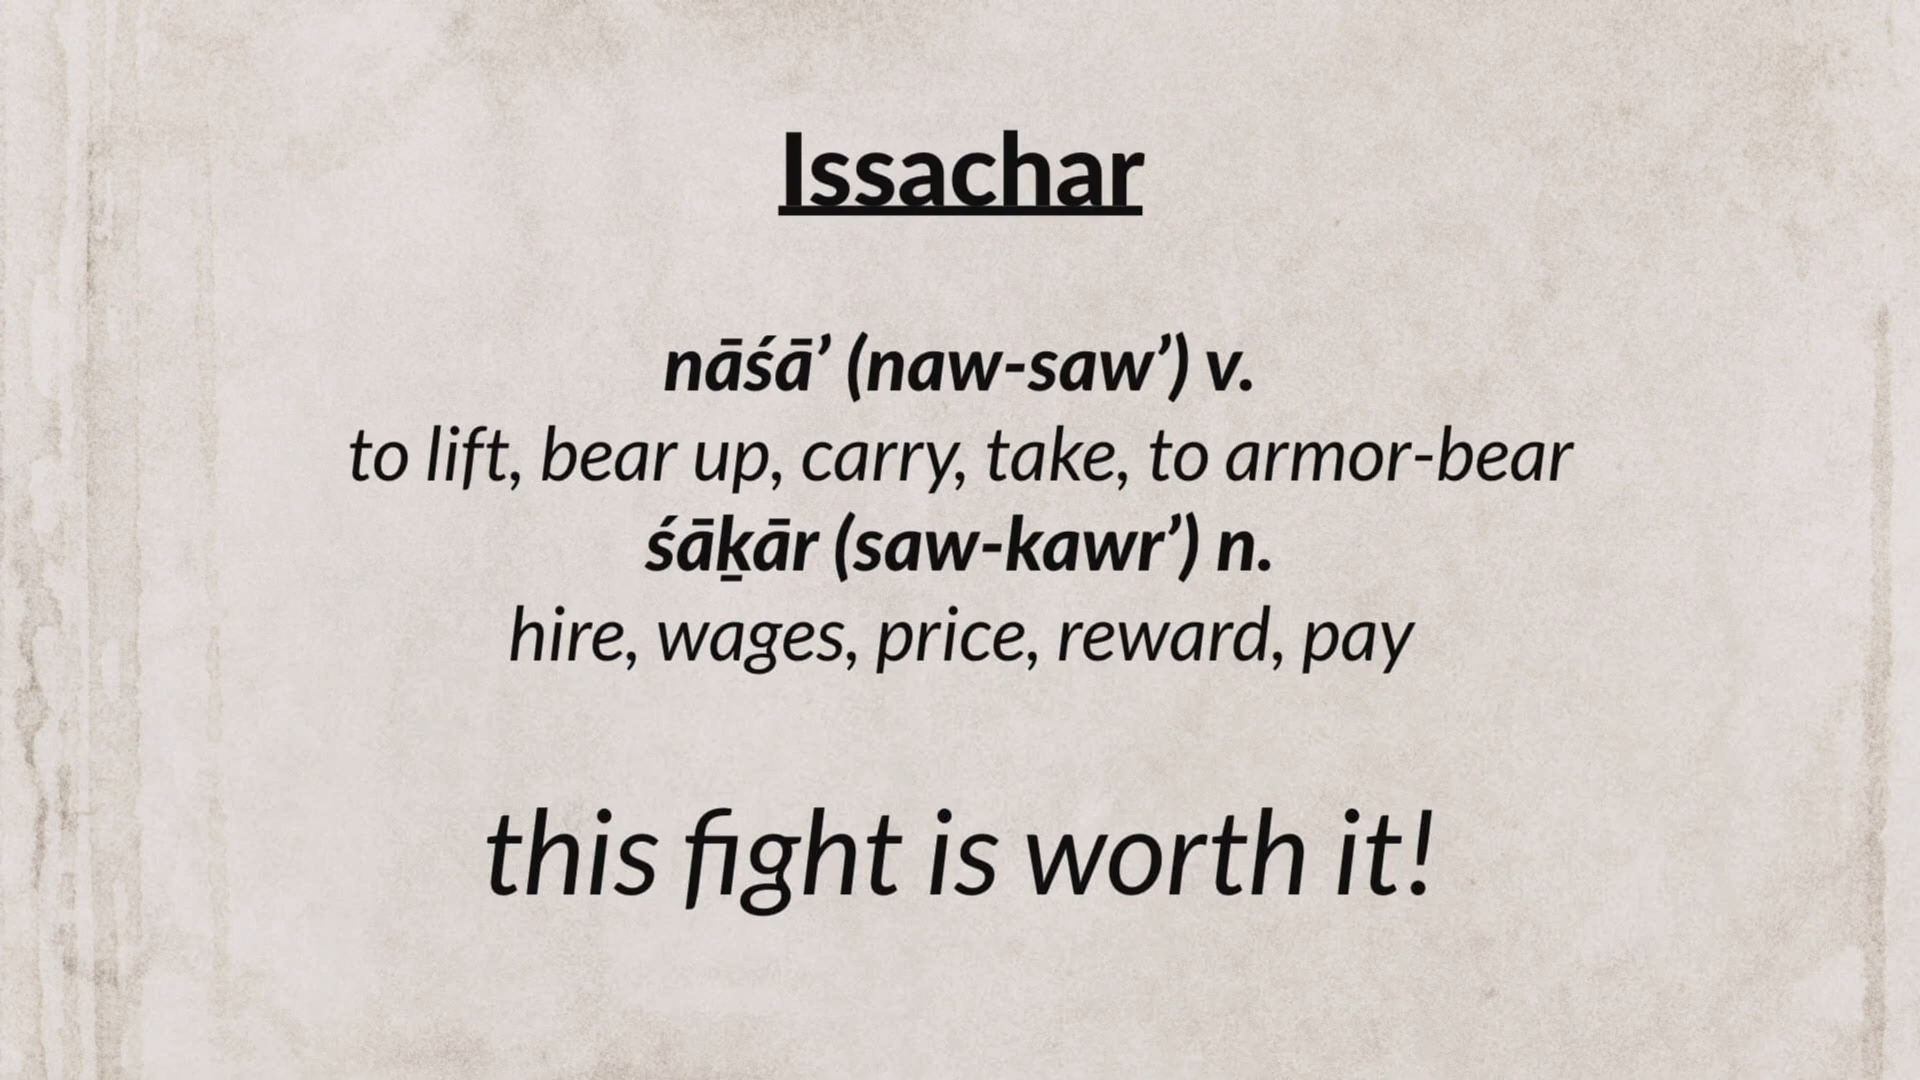 Issachar
nāśā’ (naw-saw’) v.
to lift, bear up, carry, take, to armor-bear
śāḵār (saw-kawr’) n.
hire, wages, price, reward, pay
this fight is worth it!